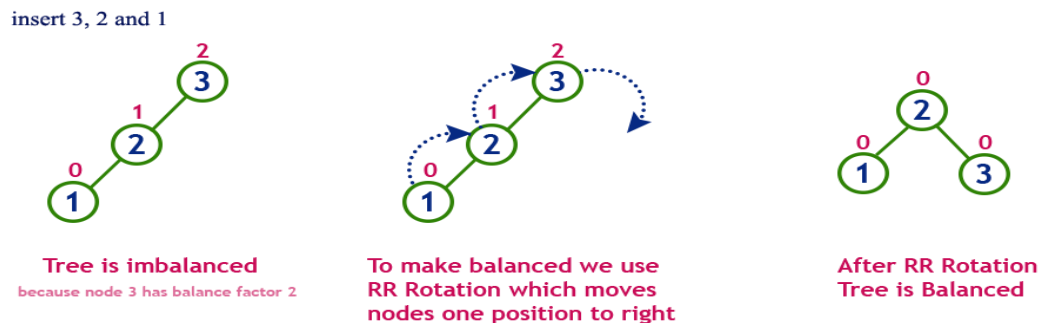 insert 3, 2 and 1
2
3
1
2
0
1
Tree is imbalanced
because node 3 has balance factor 2
2
3
1
2
0
1
To make balanced we use
RR Rotation which moves
nodes one position to right
0
2
0
0
1
3
After RR Rotation
Tree is Balanced